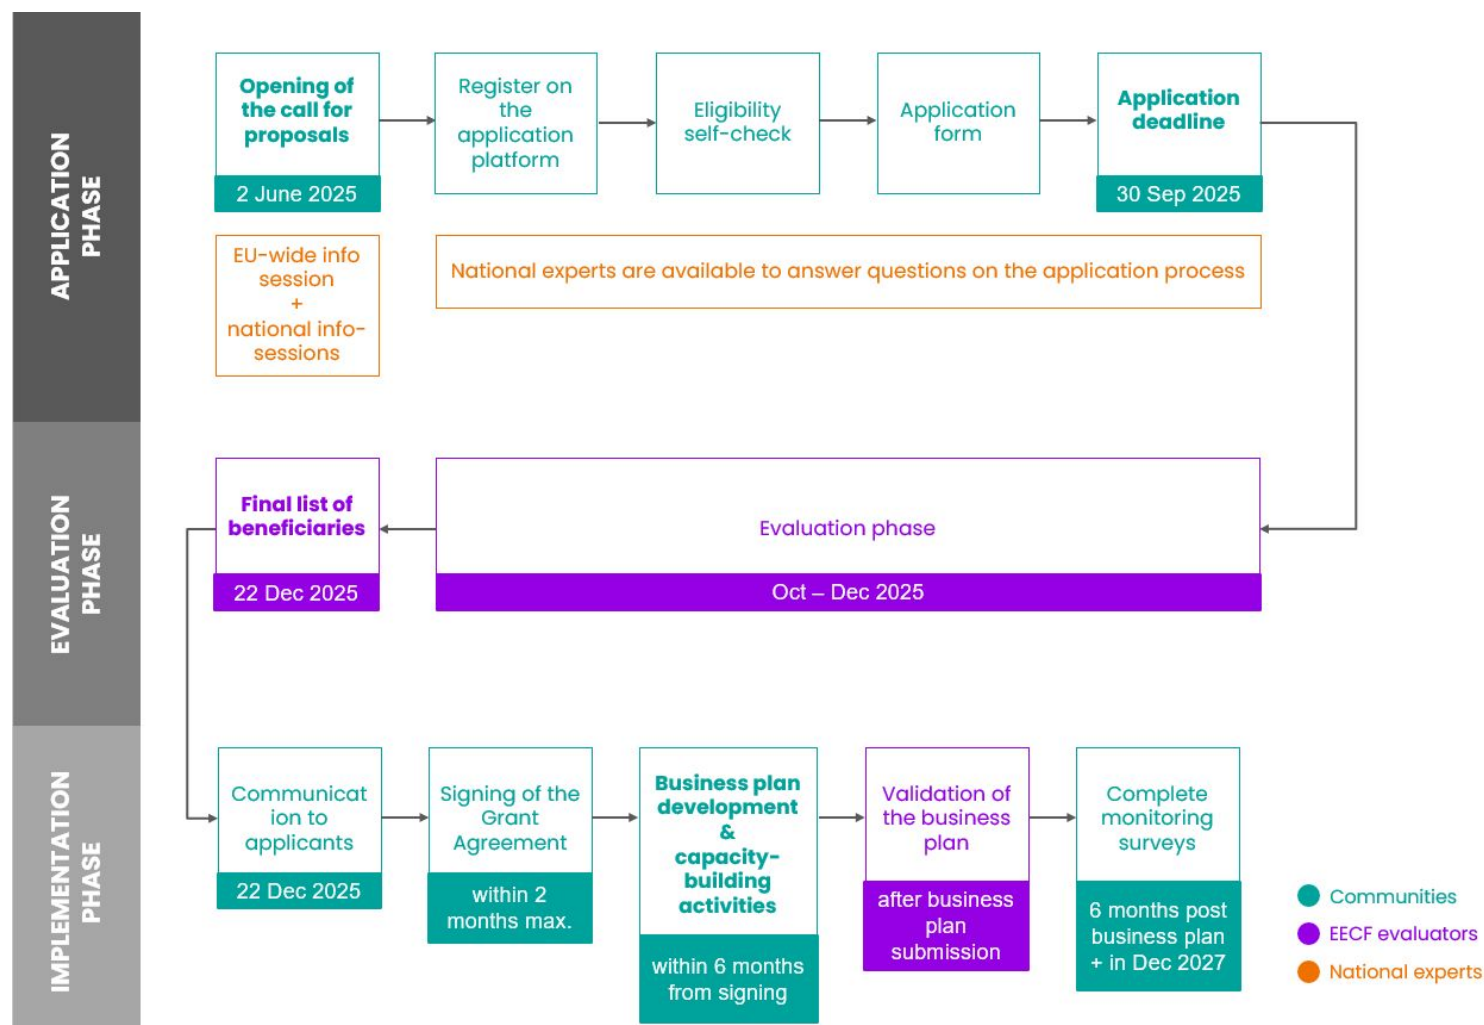 APPLICATION
PHASE
Opening of
the call for
proposals
2 June 2025
Register on
the
application
platform
Eligibility
self-check
Application
form
Application
deadline
30 Sep 2025
EU-wide info
session
+
national info-
sessions
National experts are available to answer questions on the application process
EVALUATION
PHASE
Final list of
beneficiaries
22 Dec 2025
Evaluation phase
Oct – Dec 2025
IMPLEMENTATION
PHASE
Communicat
ion to
applicants
22 Dec 2025
Signing of the
Grant
Agreement
within 2
months max.
Business plan
development
&
capacity-
building
activities
within 6 months
from signing
Validation of
the business
plan
after business
plan
submission
Complete
monitoring
surveys
6 months post
business plan
+ in Dec 2027
Communities
EECF evaluators
National experts